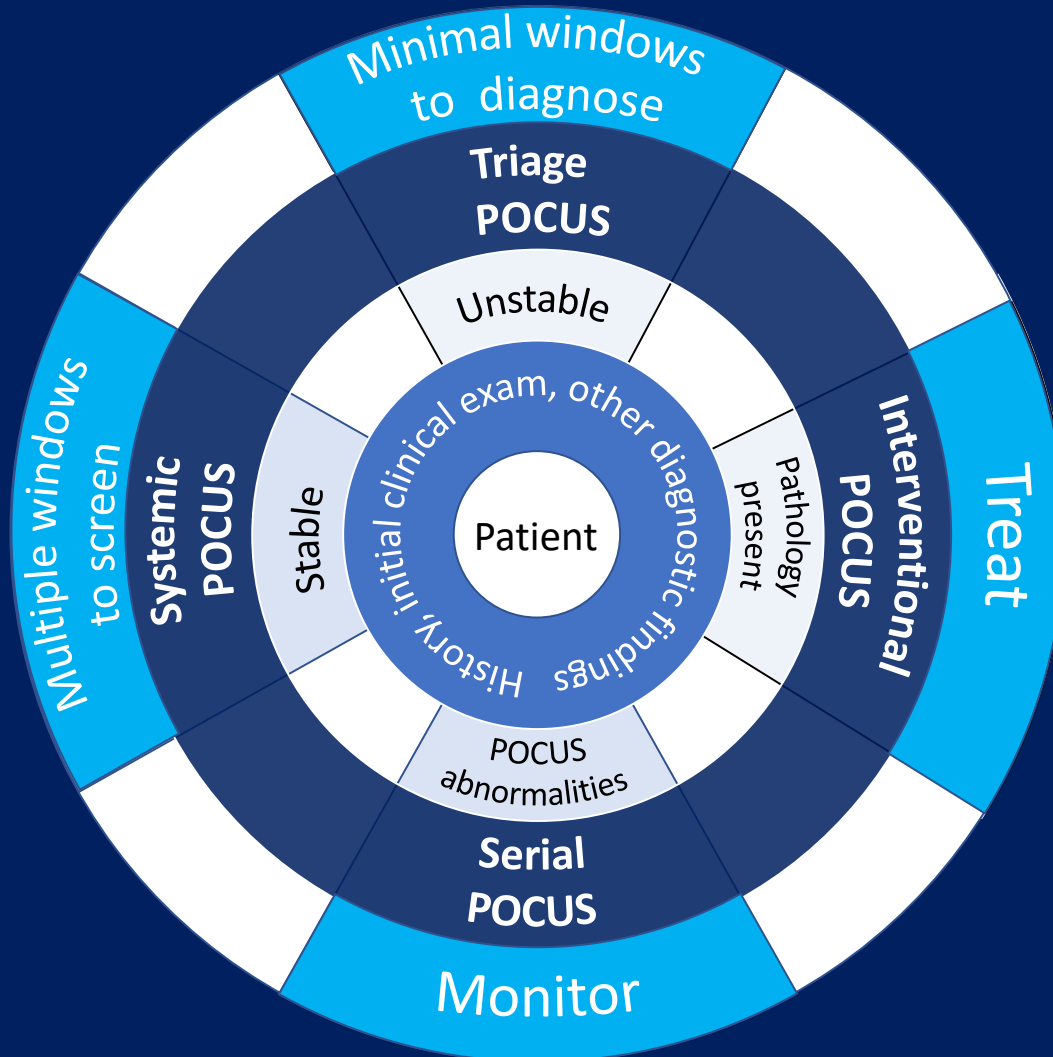 Minimal windows
to diagnose
Triage
POCUS
Unstable
History, initial clinical exam, other diagnostic findings
Patient
Multiple windows
to screen
Systemic
POCUS
Stable
Pathology
present
Interventional
POCUS
Treat
POCUS
abnormalities
Serial
POCUS
Monitor